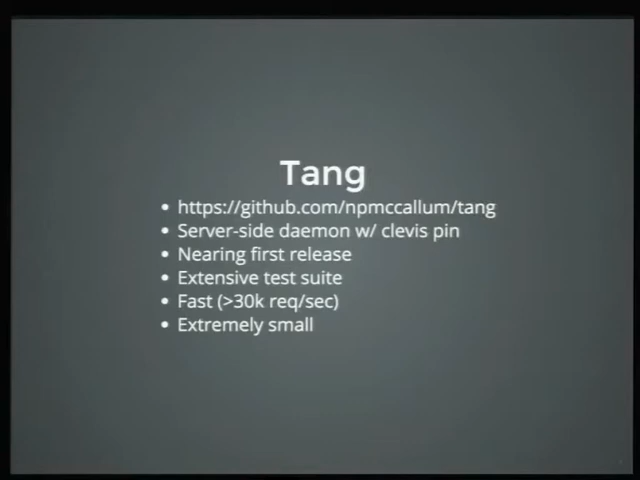 Tang
• https://github.com/npmccallum/tang
• Server-side daemon w/ clevis pin
• Nearing first release
• Extensive test suite
• Fast (>30k req/sec)
• Extremely small